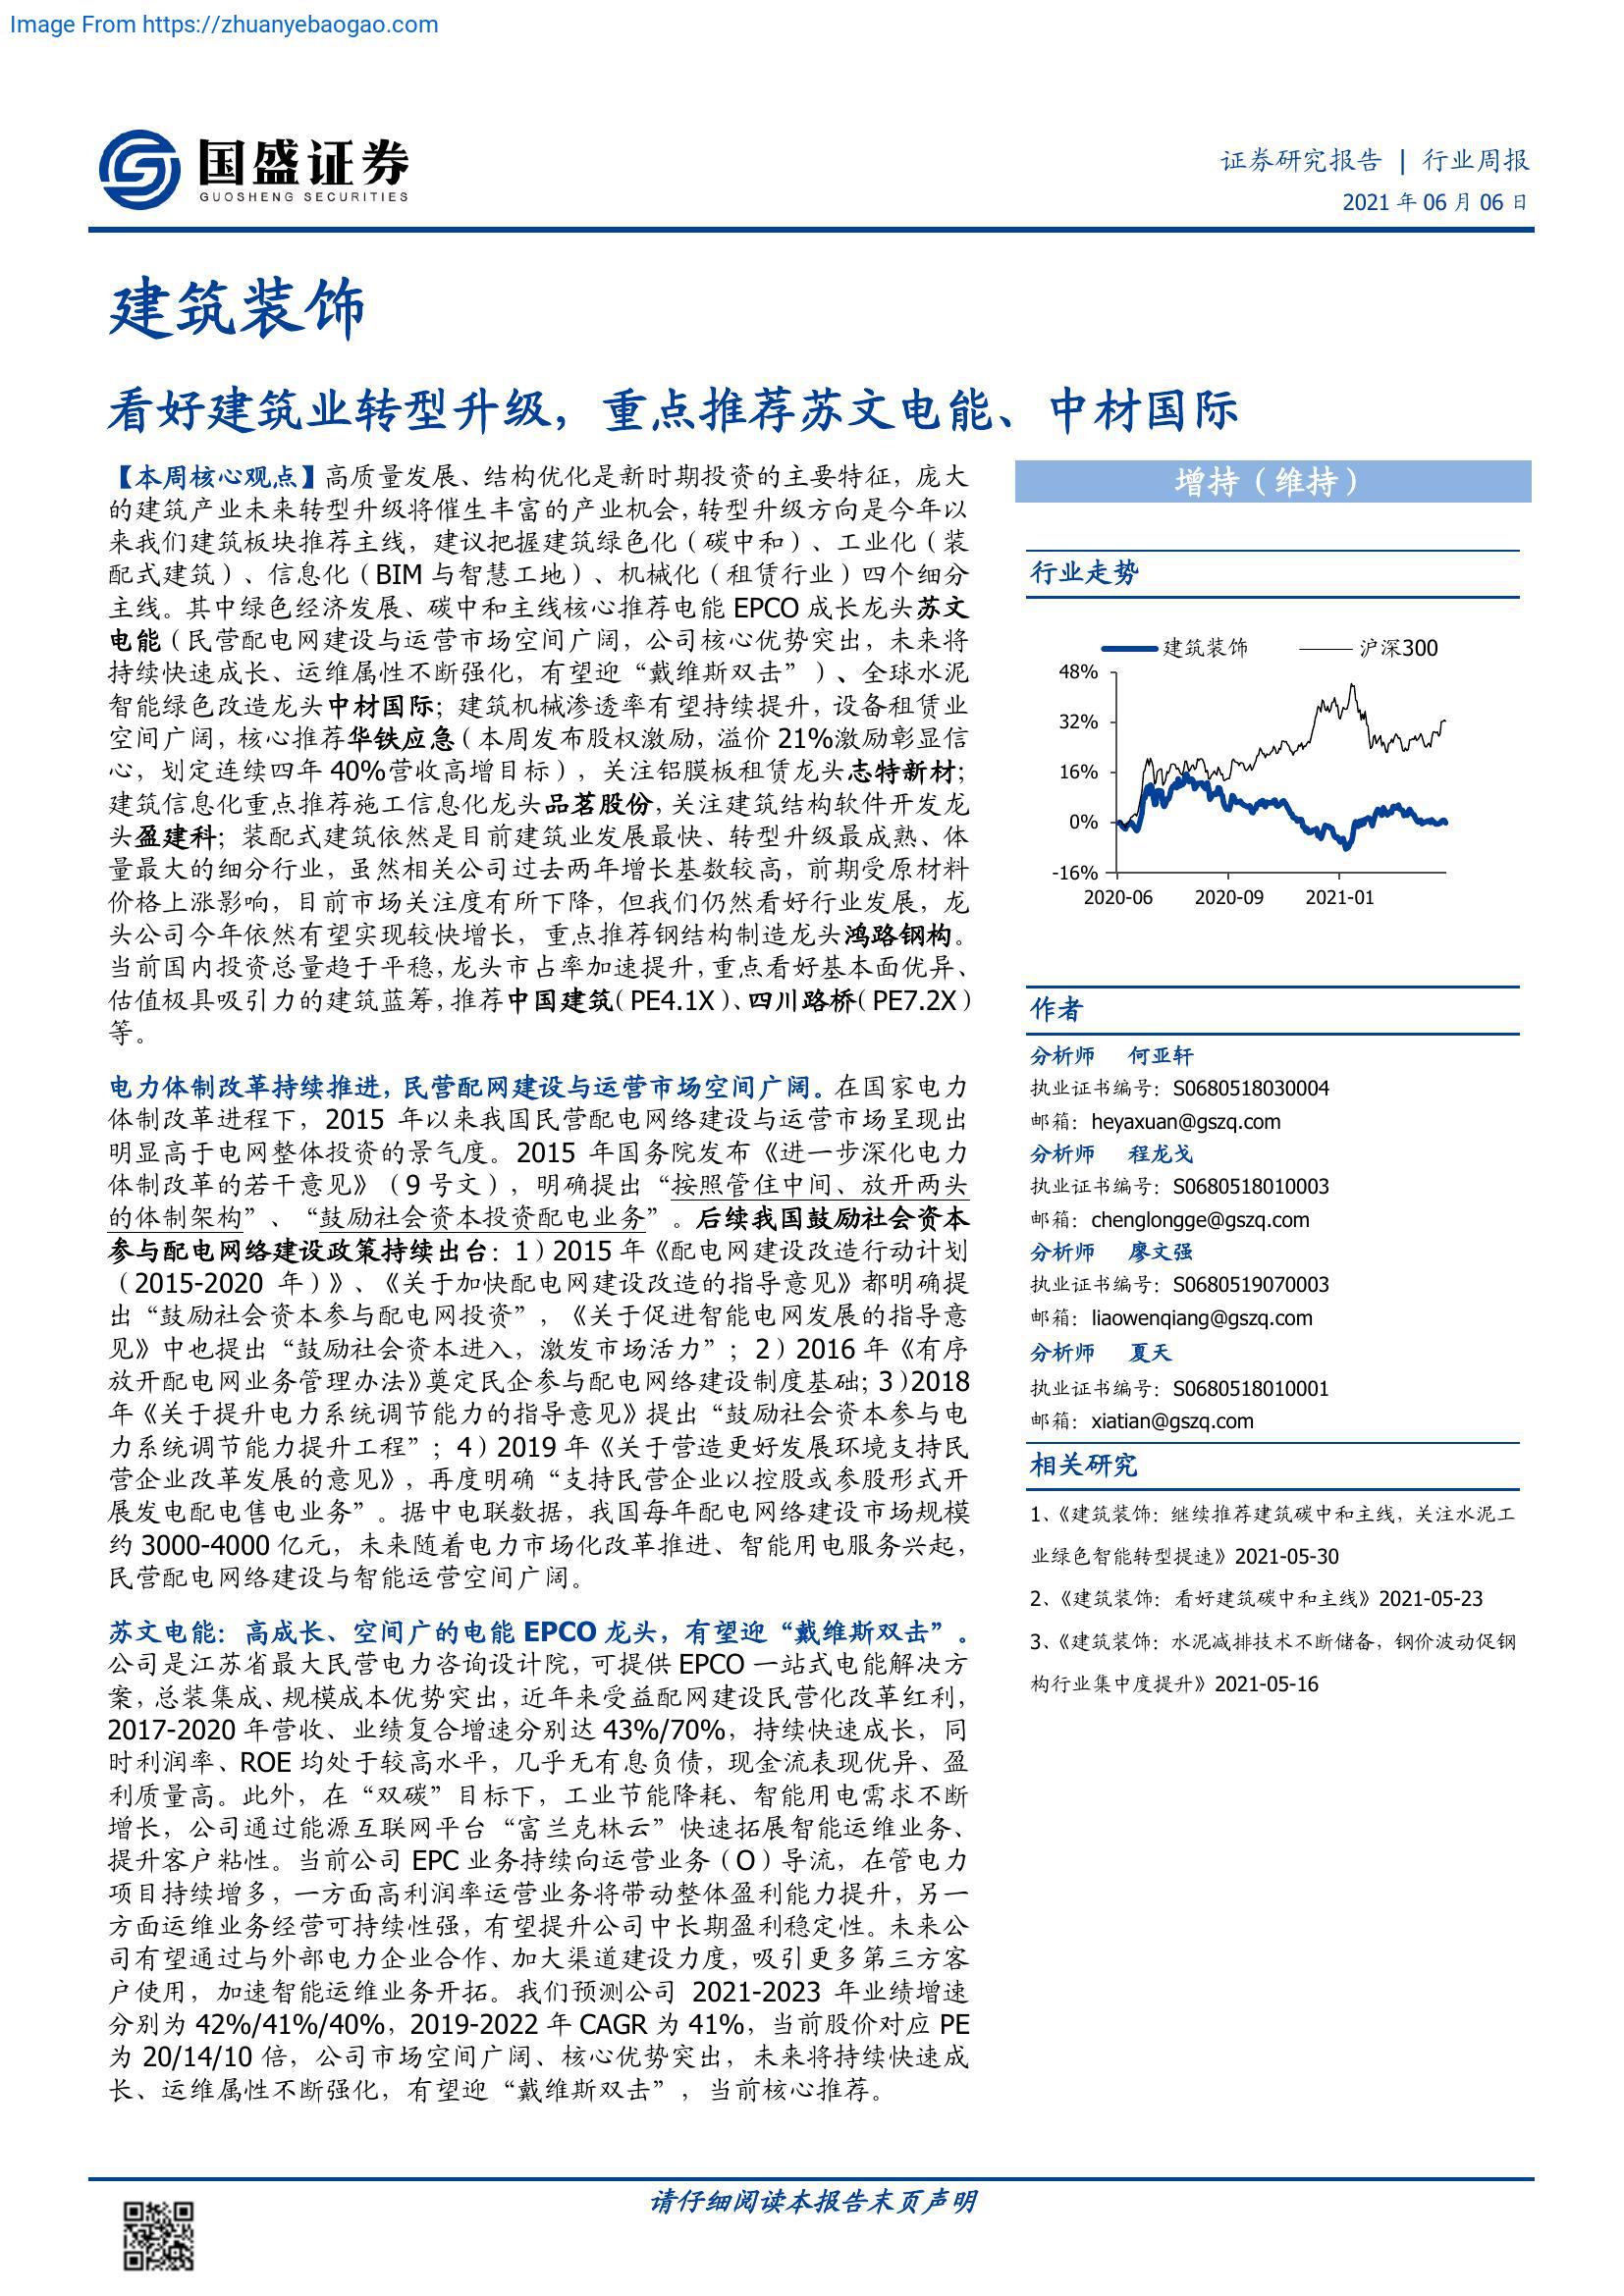 Image From https://zhuanyebaogao.com
国盛证券
GUOSHENG SECURITIES
证券研究报告 | 行业周报
2021 年 06 月 06 日
建筑装饰
看好建筑业转型升级，重点推荐苏文电能、中材国际
【本周核心观点】高质量发展、结构优化是新时期投资的主要特征，庞大
的建筑产业未来转型升级将催生丰富的产业机会，转型升级方向是今年以
来我们建筑板块推荐主线，建议把握建筑绿色化（碳中和）、工业化（装
配式建筑）、信息化（BIM 与智慧工地）、机械化（租赁行业）四个细分
主线。其中绿色经济发展、碳中和主线核心推荐电能 EPCO 成长龙头苏文
电能（民营配电网建设与运营市场空间广阔，公司核心优势突出，未来将
持续快速成长、运维属性不断强化，有望迎“戴维斯双击”）、全球水泥
智能绿色改造龙头中材国际；建筑机械渗透率有望持续提升，设备租赁业
空间广阔，核心推荐华铁应急（本周发布股权激励，溢价 21%激励彰显信
心，划定连续四年 40%营收高增目标），关注铝膜板租赁龙头志特新材；
建筑信息化重点推荐施工信息化龙头品茗股份，关注建筑结构软件开发龙
头盈建科；装配式建筑依然是目前建筑业发展最快、转型升级最成熟、体
量最大的细分行业，虽然相关公司过去两年增长基数较高，前期受原材料
价格上涨影响，目前市场关注度有所下降，但我们仍然看好行业发展，龙
头公司今年依然有望实现较快增长，重点推荐钢结构制造龙头鸿路钢构。
当前国内投资总量趋于平稳，龙头市占率加速提升，重点看好基本面优异、
估值极具吸引力的建筑蓝筹，推荐中国建筑（PE4.1X）、四川路桥（PE7.2X）
等。
电力体制改革持续推进，民营配网建设与运营市场空间广阔。在国家电力
体制改革进程下，2015 年以来我国民营配电网络建设与运营市场呈现出
明显高于电网整体投资的景气度。2015 年国务院发布《进一步深化电力
体制改革的若干意见》（9 号文），明确提出“按照管住中间、放开两头
的体制架构”、“鼓励社会资本投资配电业务”。后续我国鼓励社会资本
参与配电网络建设政策持续出台：1）2015 年《配电网建设改造行动计划
（2015-2020 年）》、《关于加快配电网建设改造的指导意见》都明确提
出“鼓励社会资本参与配电网投资”，《关于促进智能电网发展的指导意
见》中也提出“鼓励社会资本进入，激发市场活力”；2）2016 年《有序
放开配电网业务管理办法》奠定民企参与配电网络建设制度基础；3）2018
年《关于提升电力系统调节能力的指导意见》提出“鼓励社会资本参与电
力系统调节能力提升工程”；4）2019 年《关于营造更好发展环境支持民
营企业改革发展的意见》，再度明确“支持民营企业以控股或参股形式开
展发电配电售电业务”。据中电联数据，我国每年配电网络建设市场规模
约 3000-4000 亿元，未来随着电力市场化改革推进、智能用电服务兴起，
民营配电网络建设与智能运营空间广阔。
苏文电能：高成长、空间广的电能 EPCO 龙头，有望迎“戴维斯双击”。
公司是江苏省最大民营电力咨询设计院，可提供 EPCO 一站式电能解决方
案，总装集成、规模成本优势突出，近年来受益配网建设民营化改革红利，
2017-2020 年营收、业绩复合增速分别达 43%/70%，持续快速成长，同
时利润率、ROE 均处于较高水平，几乎无有息负债，现金流表现优异、盈
利质量高。此外，在“双碳”目标下，工业节能降耗、智能用电需求不断
增长，公司通过能源互联网平台“富兰克林云”快速拓展智能运维业务、
提升客户粘性。当前公司 EPC 业务持续向运营业务（O）导流，在管电力
项目持续增多，一方面高利润率运营业务将带动整体盈利能力提升，另一
方面运维业务经营可持续性强，有望提升公司中长期盈利稳定性。未来公
司有望通过与外部电力企业合作、加大渠道建设力度，吸引更多第三方客
户使用，加速智能运维业务开拓。我们预测公司 2021-2023 年业绩增速
分别为 42%/41%/40%，2019-2022 年 CAGR 为 41%，当前股价对应 PE
为 20/14/10 倍，公司市场空间广阔、核心优势突出，未来将持续快速成
长、运维属性不断强化，有望迎“戴维斯双击”，当前核心推荐。
增持（维持）
行业走势
建筑装饰 沪深300
48%
32%
16%
0%
-16%
2020-06 2020-09 2021-01
作者
分析师 何亚轩
执业证书编号：S0680518030004
邮箱：heyaxuan@gszq.com
分析师 程龙戈
执业证书编号：S0680518010003
邮箱：chenglongge@gszq.com
分析师 廖文强
执业证书编号：S0680519070003
邮箱：liaowenqiang@gszq.com
分析师 夏天
执业证书编号：S0680518010001
邮箱：xiatian@gszq.com
相关研究
1、《建筑装饰：继续推荐建筑碳中和主线，关注水泥工
业绿色智能转型提速》2021-05-30
2、《建筑装饰：看好建筑碳中和主线》2021-05-23
3、《建筑装饰：水泥减排技术不断储备，钢价波动促钢
构行业集中度提升》2021-05-16
请仔细阅读本报告末页声明